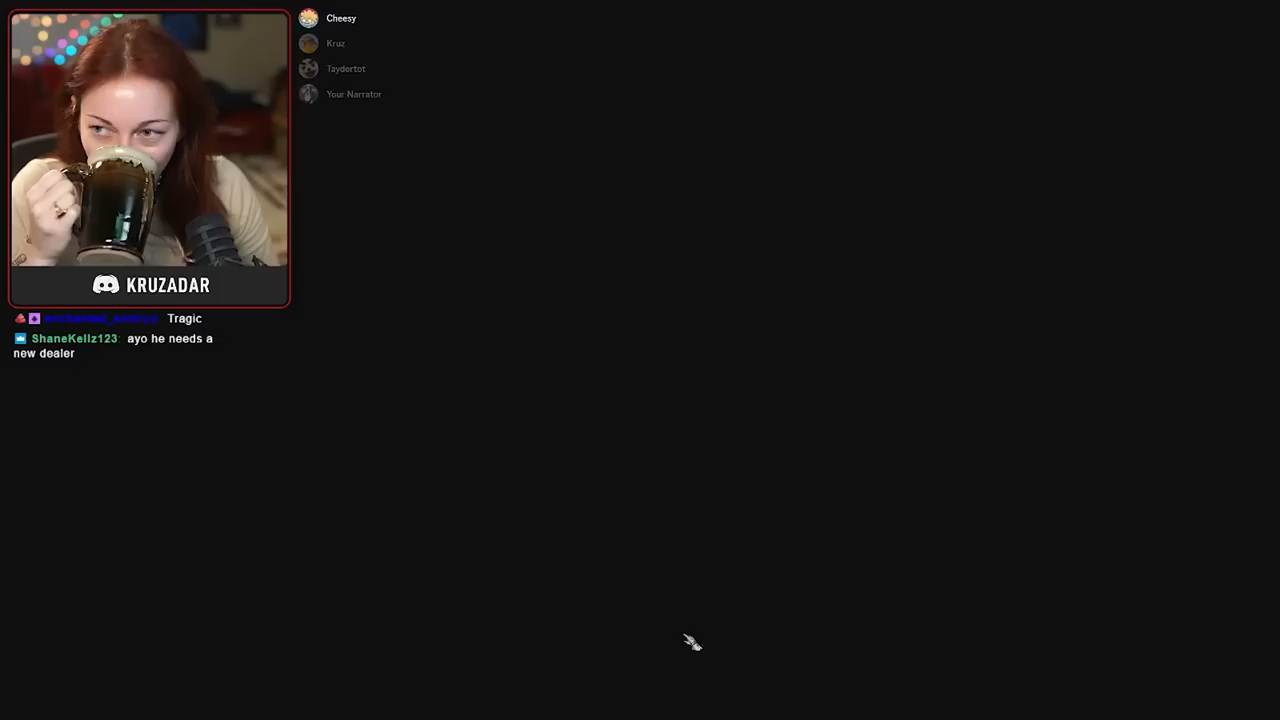 Cheesy
Kruz
Taydertot
Your Narrator
KRUZADAR
Tragic
ShaneKellz123: ayo he needs a
new dealer